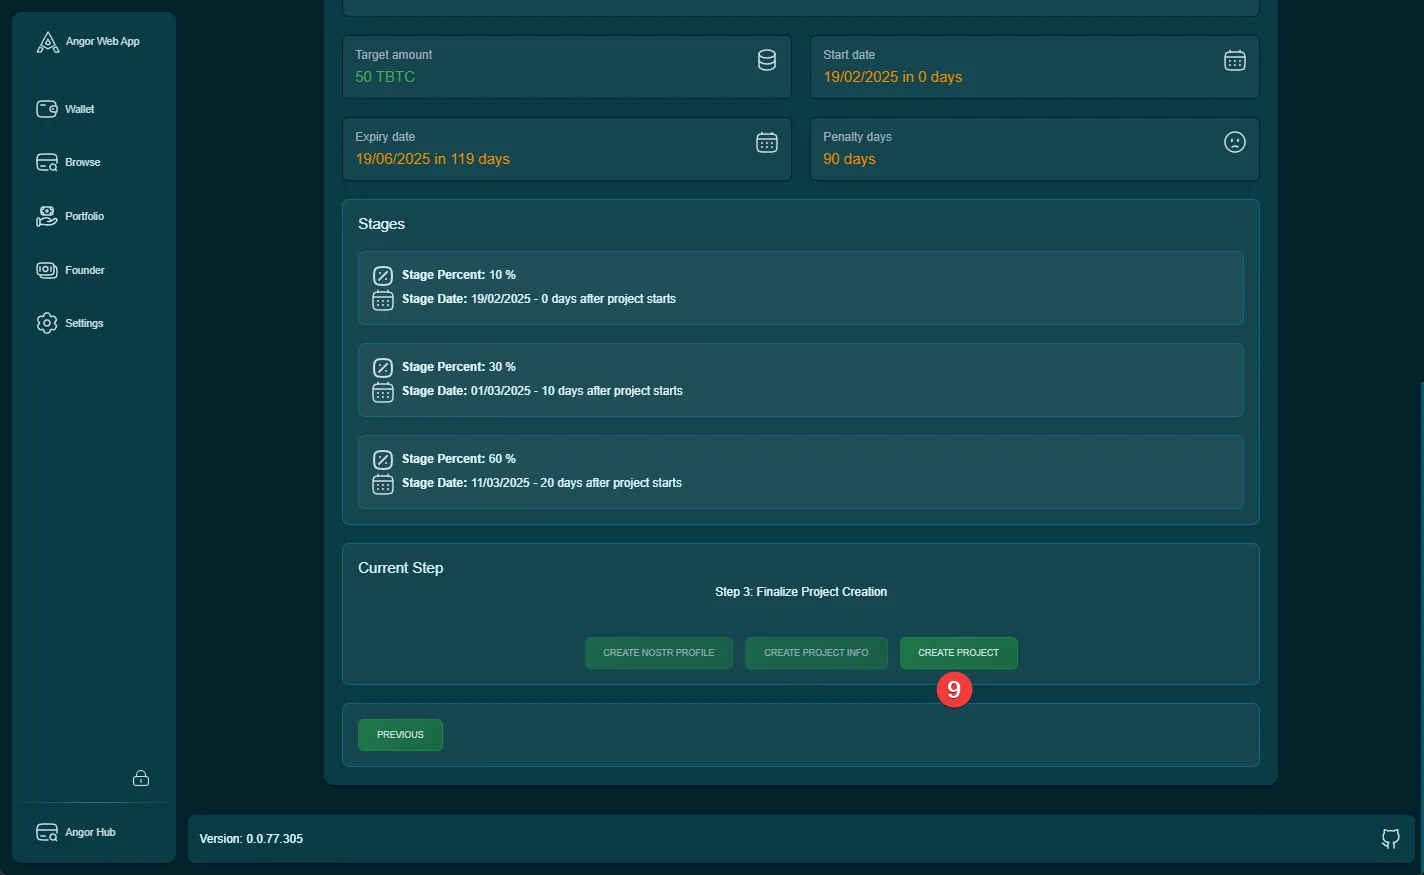 Angor Web App
Wallet
Browse
Portfolio
Founder
Settings
Angor Hub
Target amount
50 TBTC
Start date
19/02/2025 in 0 days
Expiry date
19/06/2025 in 119 days
Penalty days
90 days
Stages
Stage Percent: 10 %
Stage Date: 19/02/2025 - 0 days after project starts
Stage Percent: 30 %
Stage Date: 01/03/2025 - 10 days after project starts
Stage Percent: 60 %
Stage Date: 11/03/2025 - 20 days after project starts
Current Step
Step 3: Finalize Project Creation
CREATE NOSTR PROFILE
CREATE PROJECT INFO
CREATE PROJECT
9
PREVIOUS
Version: 0.0.77.305